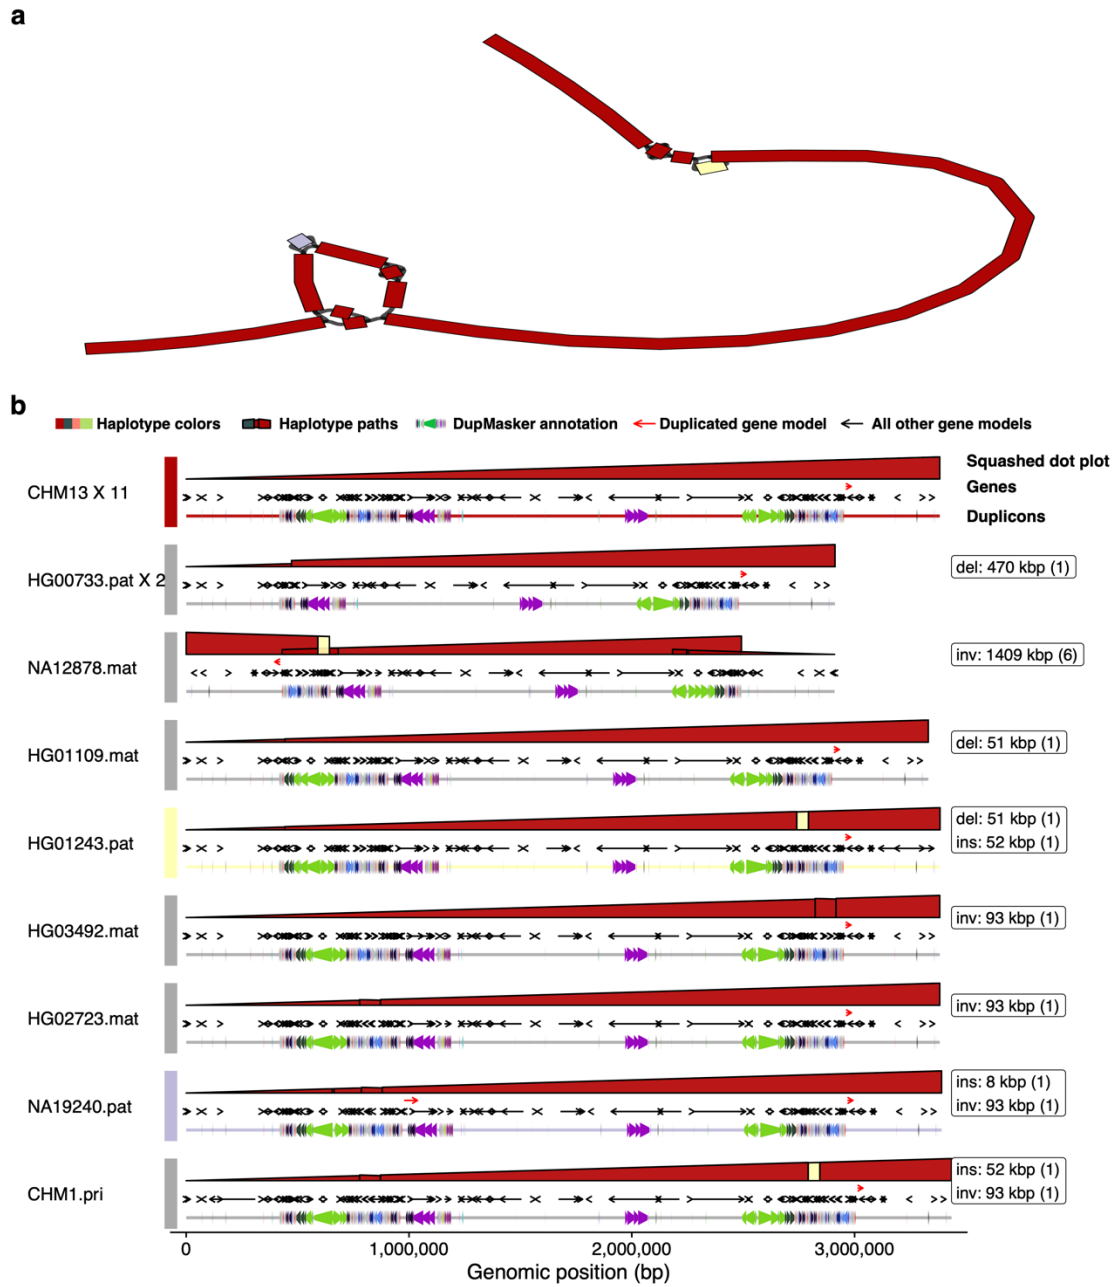 a
b
Haplotype colors
Haplotype paths
DupMasker annotation
Duplicated gene model
All other gene models
CHM13 X 11
Squashed dot plot
Genes
Duplicons
HG00733.pat X 2
del: 470 kbp (1)
NA12878.mat
inv: 1409 kbp (6)
HG01109.mat
del: 51 kbp (1)
HG01243.pat
del: 51 kbp (1)
ins: 52 kbp (1)
HG03492.mat
inv: 93 kbp (1)
HG02723.mat
inv: 93 kbp (1)
NA19240.pat
ins: 8 kbp (1)
inv: 93 kbp (1)
CHM1.pri
ins: 52 kbp (1)
inv: 93 kbp (1)
0 1,000,000 2,000,000 3,000,000
Genomic position (bp)